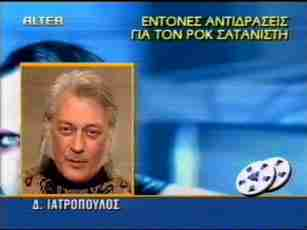 ALTER
ΕΝΤΟΝΕΣ ΑΝΤΙΔΡΑΣΕΙΣ
ΓΙΑ ΤΟΝ ΡΟΚ ΣΑΤΑΝΙΣΤΗ
Δ. ΙΑΤΡΟΠΟΥΛΟΣ